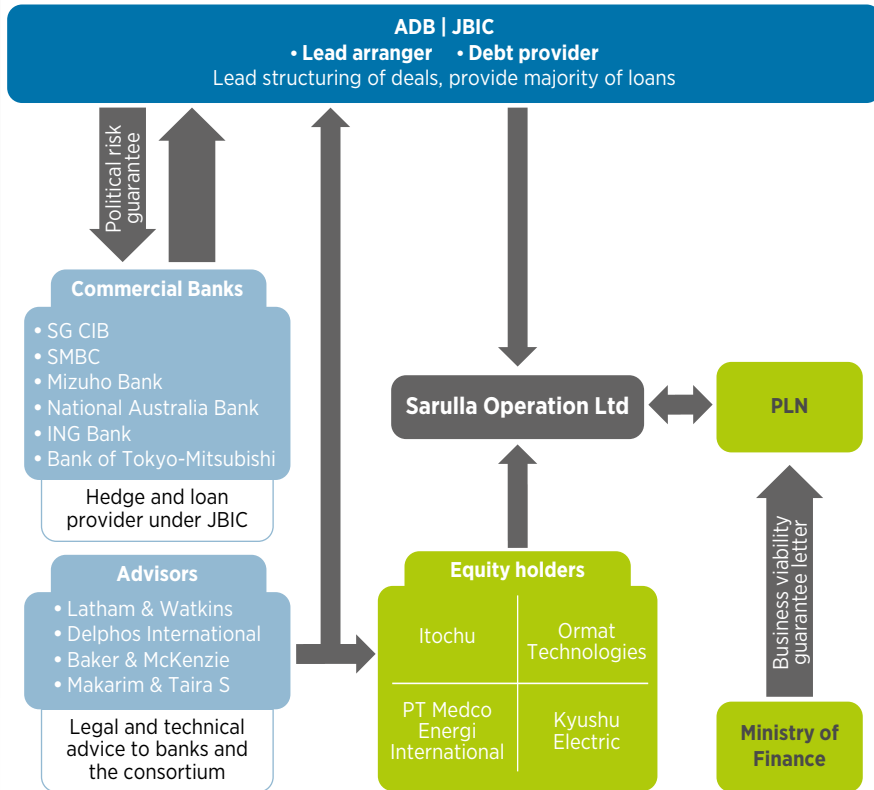 ADB | JBIC
• Lead arranger • Debt provider
Lead structuring of deals, provide majority of loans
Political risk
guarantee
Commercial Banks
• SG CIB
• SMBC
• Mizuho Bank
• National Australia Bank
• ING Bank
• Bank of Tokyo-Mitsubishi
Hedge and loan
provider under JBIC
Sarulla Operation Ltd
PLN
Business viability
guarantee letter
Advisors
• Latham & Watkins
• Delphos International
• Baker & McKenzie
• Makarim & Taira S
Legal and technical
advice to banks and
the consortium
Equity holders
Itochu
Ormat
Technologies
PT Medco
Energi
International
Kyushu
Electric
Ministry of
Finance